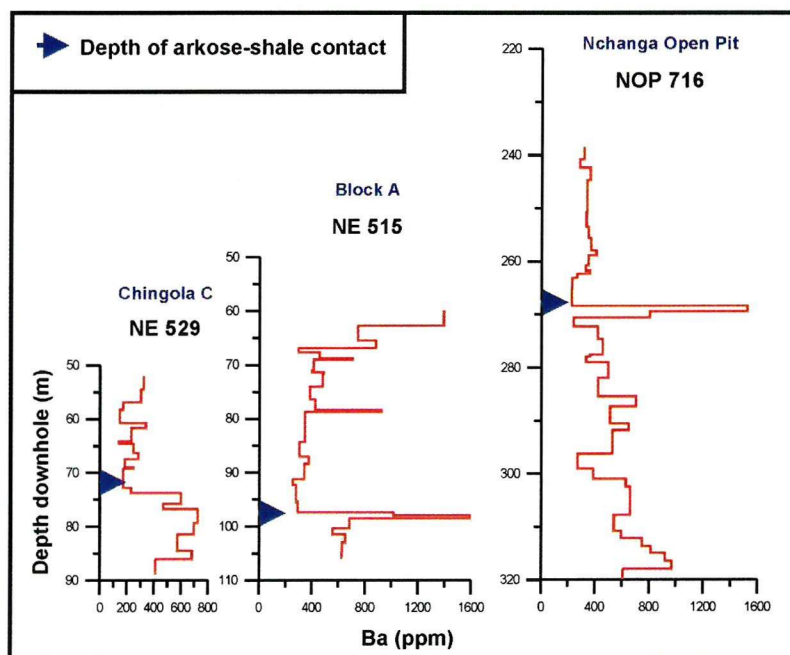 Depth of arkose-shale contact
Nchanga Open Pit
NOP 716
220
240
260
280
300
320
0 400 800 1200 1600
Block A
NE 515
50
60
70
80
90
100
110
0 400 800 1200 1600
Chingola C
NE 529
50
60
70
80
90
0 200 400 600 800
Depth downhole (m)
Ba (ppm)